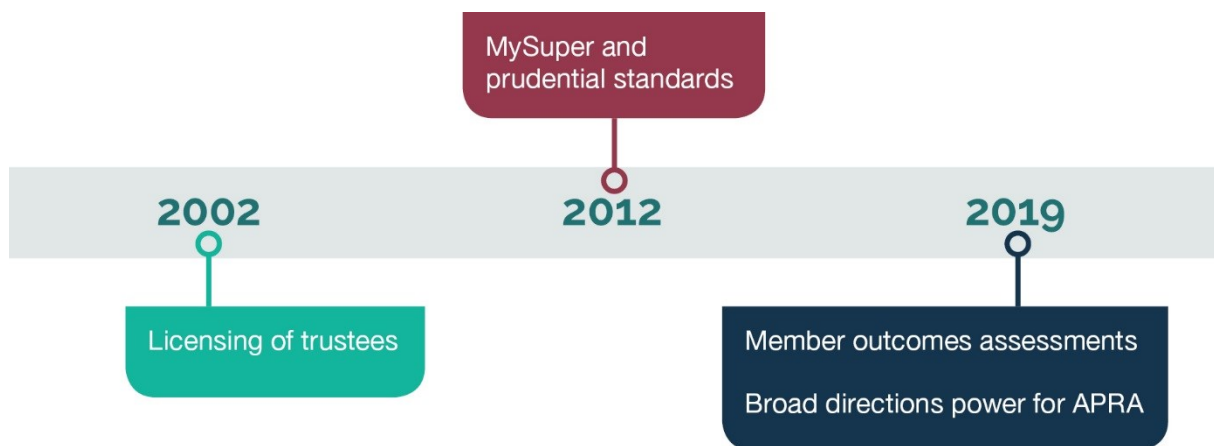 MySuper and
prudential standards
2002
2012
2019
Licensing of trustees
Member outcomes assessments
Broad directions power for APRA